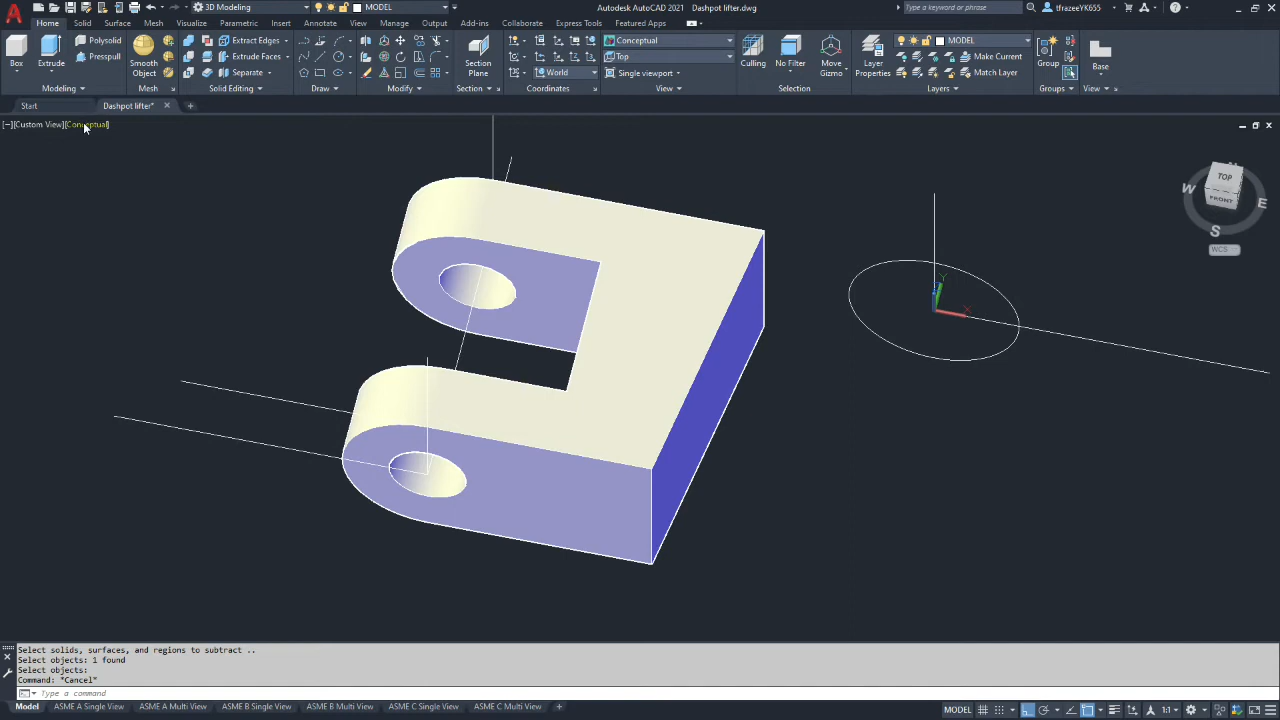 3D Modeling MODEL Autodesk AutoCAD 2021 Dashpot lifter.dwg Type a keyword or phrase tfrazeeYK655
Home Solid Surface Mesh Visualize Parametric Insert Annotate View Manage Output Add-ins Collaborate Express Tools Featured Apps
Box
Extrude
Polysolid
Presspull
Smooth
Object
Extract Edges
Extrude Faces
Separate
Section
Plane
World
Conceptual
Top
Single viewport
Culling
No Filter
Move
Gizmo
Layer
Properties
MODEL
Make Current
Match Layer
Group
Base
Modeling Solid Editing Draw Modify Section Coordinates View Selection Layers Groups View
Start Dashpot lifter*
[−][Custom View][Conceptual]
N
TOP
W
FRONT
E
S
WCS
Y
X
Select solids, surfaces, and regions to subtract ..
Select objects: 1 found
Select objects:
Command: *Cancel*
Type a command
Model ASME A Single View ASME A Multi View ASME B Single View ASME B Multi View ASME C Single View ASME C Multi View
MODEL 1:1